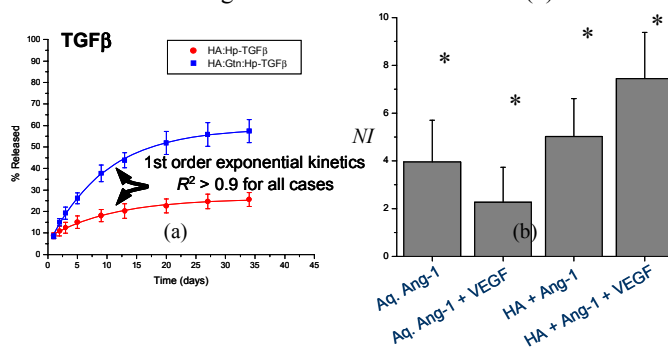 (a)
TGFβ
HA:Hp-TGFβ
HA:Gtn:Hp-TGFβ
100
90
80
70
60
50
40
30
20
10
0
% Released
1st order exponential kinetics
R² > 0.9 for all cases
(a)
0 5 10 15 20 25 30 35 40 45
Time (days)
10
8
6
4
2
0
NI
*
*
*
*
(b)
Aq. Ang-1
Aq. Ang-1 + VEGF
HA + Ang-1
HA + Ang-1 + VEGF